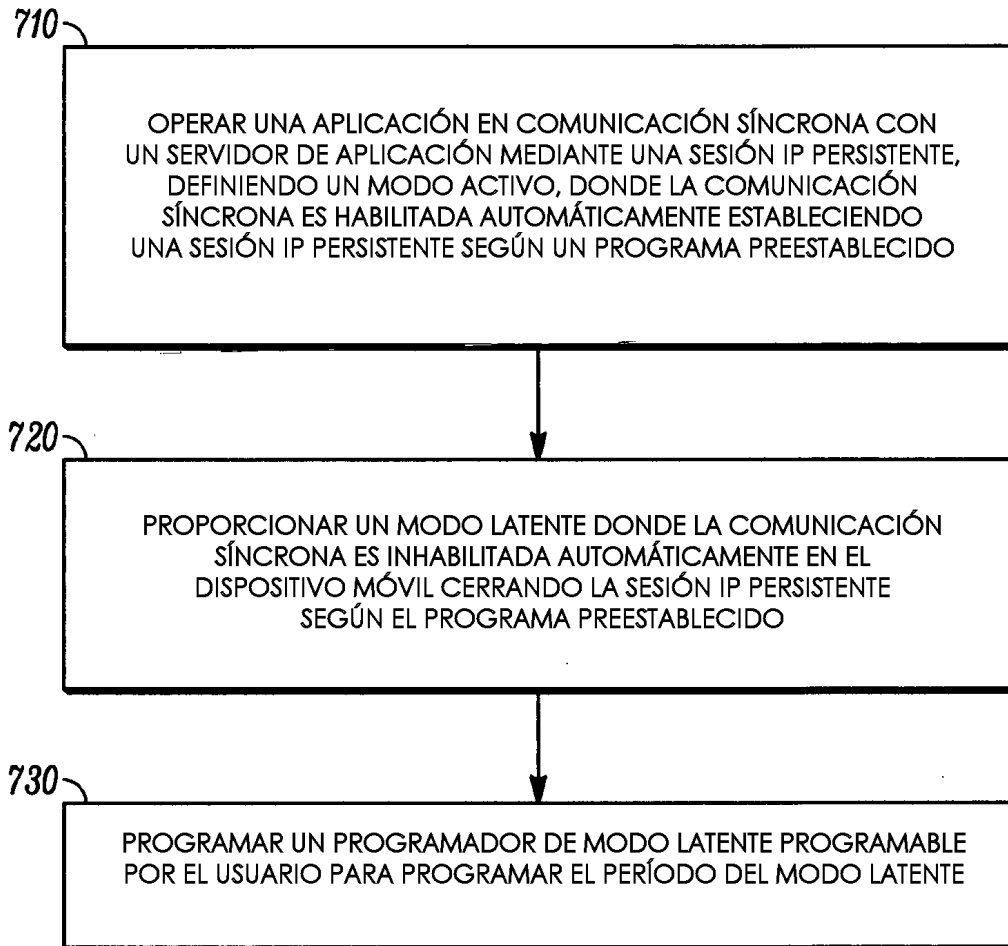 710
OPERAR UNA APLICACIÓN EN COMUNICACIÓN SÍNCRONA CON
UN SERVIDOR DE APLICACIÓN MEDIANTE UNA SESIÓN IP PERSISTENTE,
DEFINIENDO UN MODO ACTIVO, DONDE LA COMUNICACIÓN
SÍNCRONA ES HABILITADA AUTOMÁTICAMENTE ESTABLECIENDO
UNA SESIÓN IP PERSISTENTE SEGÚN UN PROGRAMA PREESTABLECIDO
720
PROPORCIONAR UN MODO LATENTE DONDE LA COMUNICACIÓN
SÍNCRONA ES INHABILITADA AUTOMÁTICAMENTE EN EL
DISPOSITIVO MÓVIL CERRANDO LA SESIÓN IP PERSISTENTE
SEGÚN EL PROGRAMA PREESTABLECIDO
730
PROGRAMAR UN PROGRAMADOR DE MODO LATENTE PROGRAMABLE
POR EL USUARIO PARA PROGRAMAR EL PERÍODO DEL MODO LATENTE